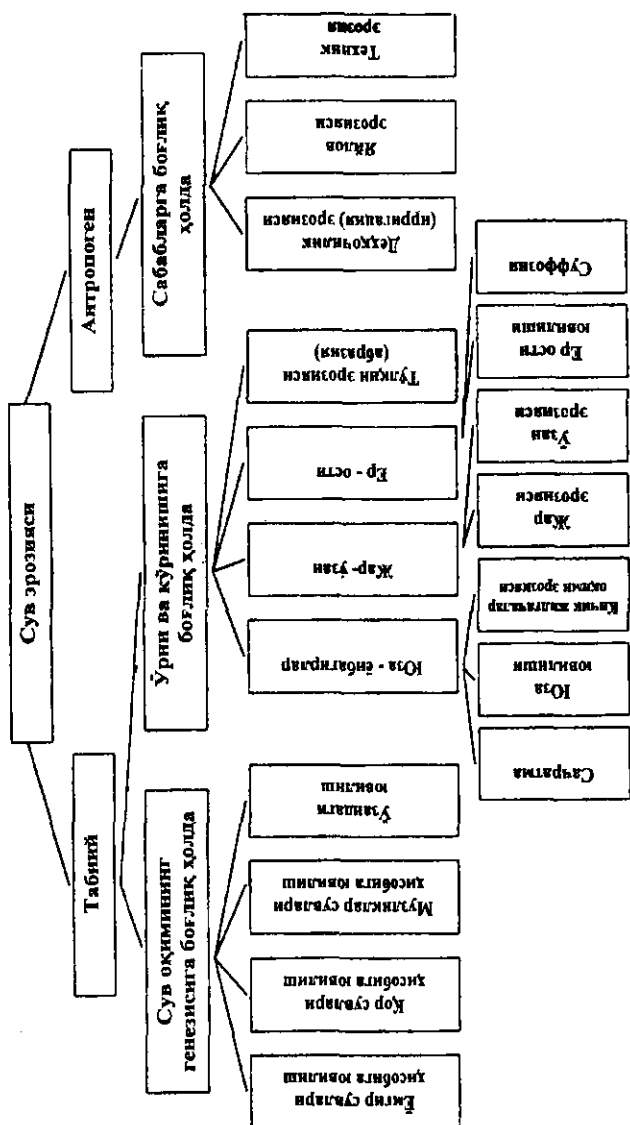 Сув эрозияси
Табиий
Антропоген
Сув оқимининг
генезисига боғлиқ ҳолда
Ўрни ва кўринишига
боғлиқ ҳолда
Сабабларга боғлиқ
ҳолда
Ёмғир сувлари
ҳисобига ювилиш
Қор сувлари
ҳисобига ювилиш
Музликлар сувлари
ҳисобига ювилиш
Ўзандаги
ювилиш
Юза - ёнбағирлар
Жар-ўзан
Ер - ости
Тўлқин эрозияси
(абразия)
Деҳқончилик
(ирригация) эрозияси
Яйлов
эрозияси
Техник
эрозия
Сачратма
Юза
ювилиши
Кичик жилғачалар
оқими эрозияси
Жар
эрозияси
Ўзан
эрозияси
Ер ости
ювилиши
Суффозия